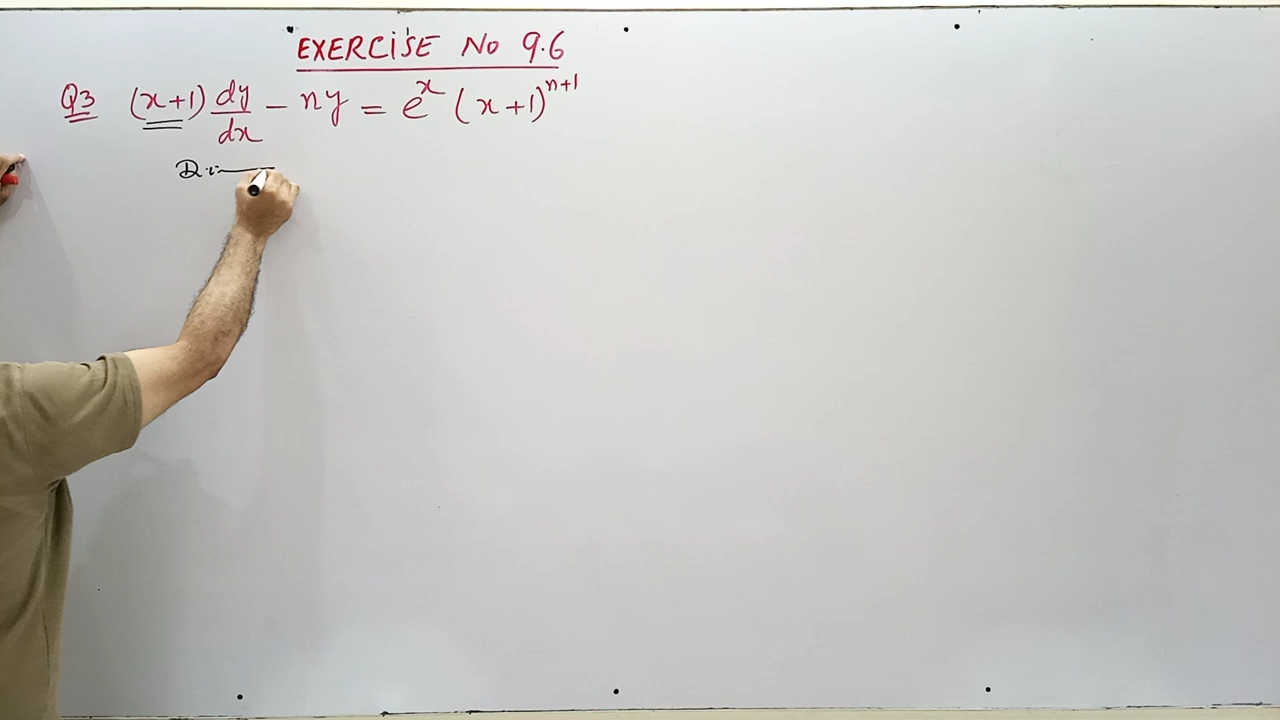 EXERCISE No 9.6
Q3 (x+1) dy/dx - ny = e^x (x+1)^(n+1)